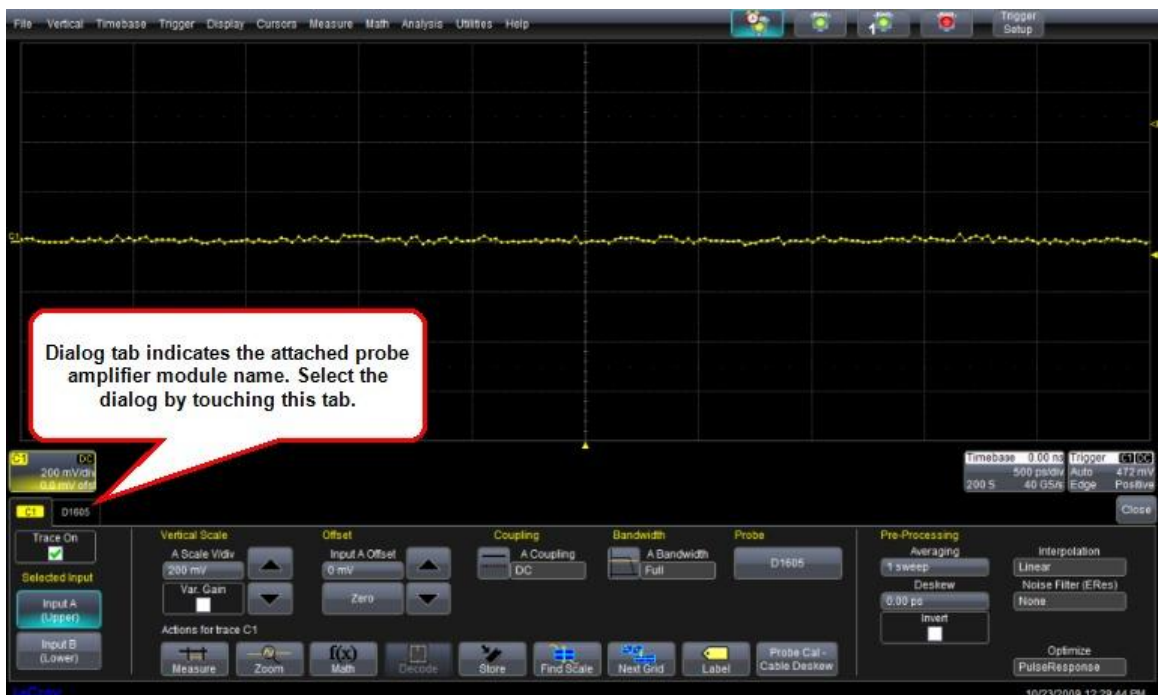 File Vertical Timebase Trigger Display Cursors Measure Math Analysis Utilities Help
1
Trigger
Setup
C1
Dialog tab indicates the attached probe
amplifier module name. Select the
dialog by touching this tab.
C1 DC
200 mV/div
0.0 mV ofst
Timebase 0.00 ns
500 ps/div
200 S 40 GS/s
Trigger C1 DC
Auto 472 mV
Edge Positive
C1 D1605
Close
Trace On
Selected Input
Input A
(Upper)
Input B
(Lower)
Vertical Scale
A Scale V/div
200 mV
Var. Gain
Offset
Input A Offset
0 mV
Zero
Coupling
A Coupling
DC
Bandwidth
A Bandwidth
Full
Probe
D1605
Pre-Processing
Averaging
1 sweep
Deskew
0.00 ps
Invert
Interpolation
Linear
Noise Filter (ERes)
None
Optimize
PulseResponse
Actions for trace C1
Measure
Zoom
f(x)
Math
Decode
Store
Find Scale
Next Grid
Label
Probe Cal -
Cable Deskew
LeCroy
10/23/2009 12:29:44 PM